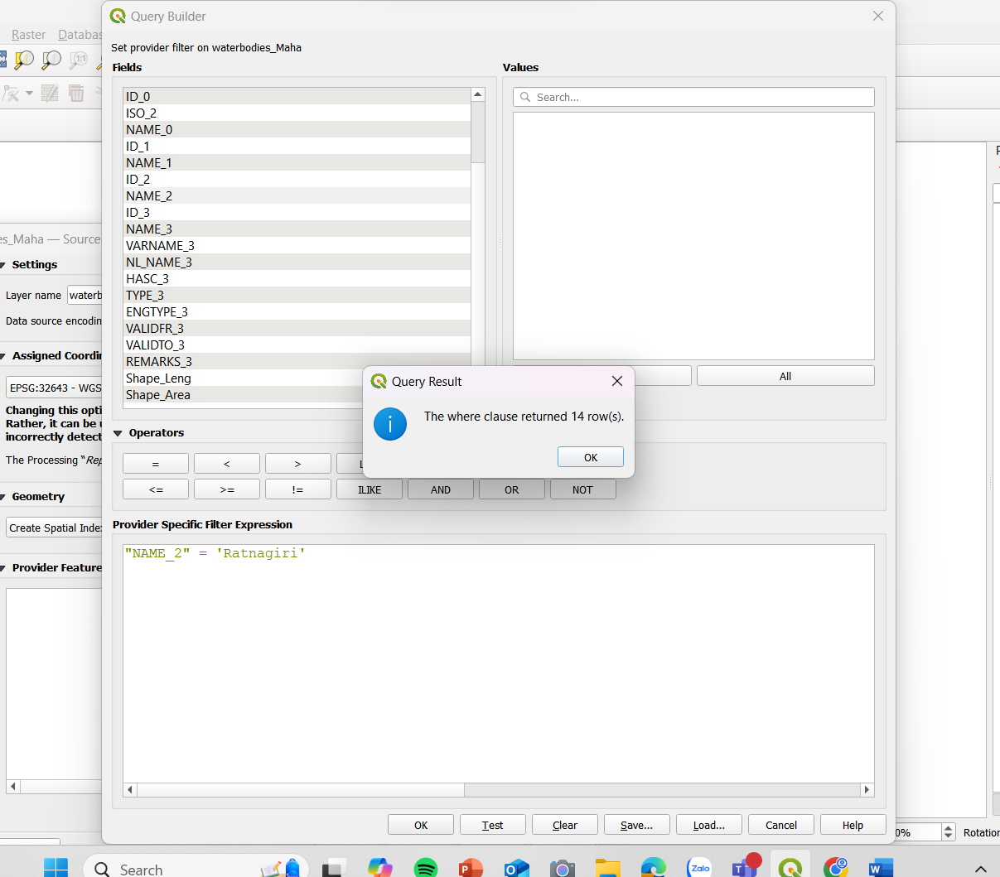 Query Builder
Raster Databas
Set provider filter on waterbodies_Maha
Fields
Values
ID_0
ISO_2
NAME_0
ID_1
NAME_1
ID_2
NAME_2
ID_3
NAME_3
VARNAME_3
NL_NAME_3
HASC_3
TYPE_3
ENGTYPE_3
VALIDFR_3
VALIDTO_3
REMARKS_3
Shape_Leng
Shape_Area
Search...
All
es_Maha — Source
Settings
Layer name waterb
Data source encodin
Assigned Coordin
EPSG:32643 - WGS
Changing this opti
Rather, it can be u
incorrectly detect
The Processing "Rep
Geometry
Create Spatial Index
Provider Feature
Query Result
The where clause returned 14 row(s).
OK
Operators
= < >
<= >= != ILIKE AND OR NOT
Provider Specific Filter Expression
"NAME_2" = 'Ratnagiri'
OK Test Clear Save... Load... Cancel Help
0% Rotation
Search
Zalo